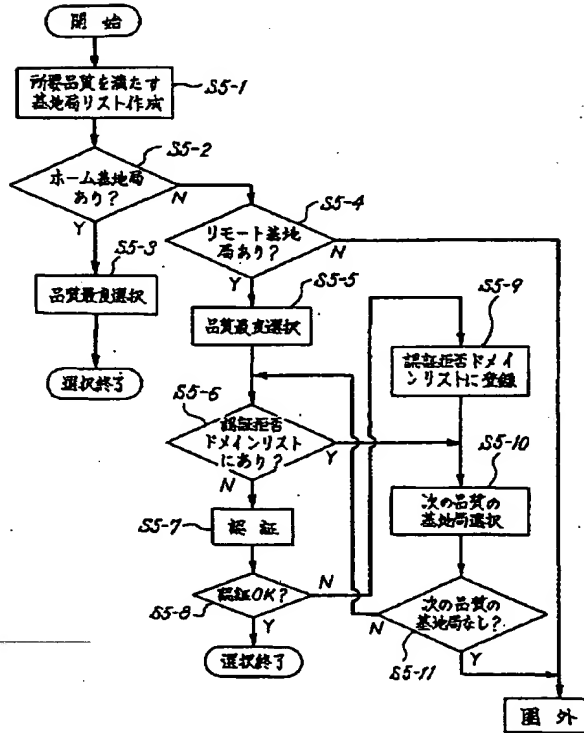 開始
所要品質を満たす
基地局リスト作成
S5-1
S5-2
ホーム基地局
あり?
N
Y
S5-3
品質最良選択
選択終了
S5-4
リモート基地
局あり?
N
Y
S5-5
品質最良選択
S5-6
認証拒否
ドメインリスト
にあり?
Y
N
S5-7
認証
S5-8
認証OK?
N
Y
選択終了
S5-9
認証拒否ドメイン
リストに登録
S5-10
次の品質の
基地局選択
次の品質の
基地局なし?
N
Y
S5-11
圏外